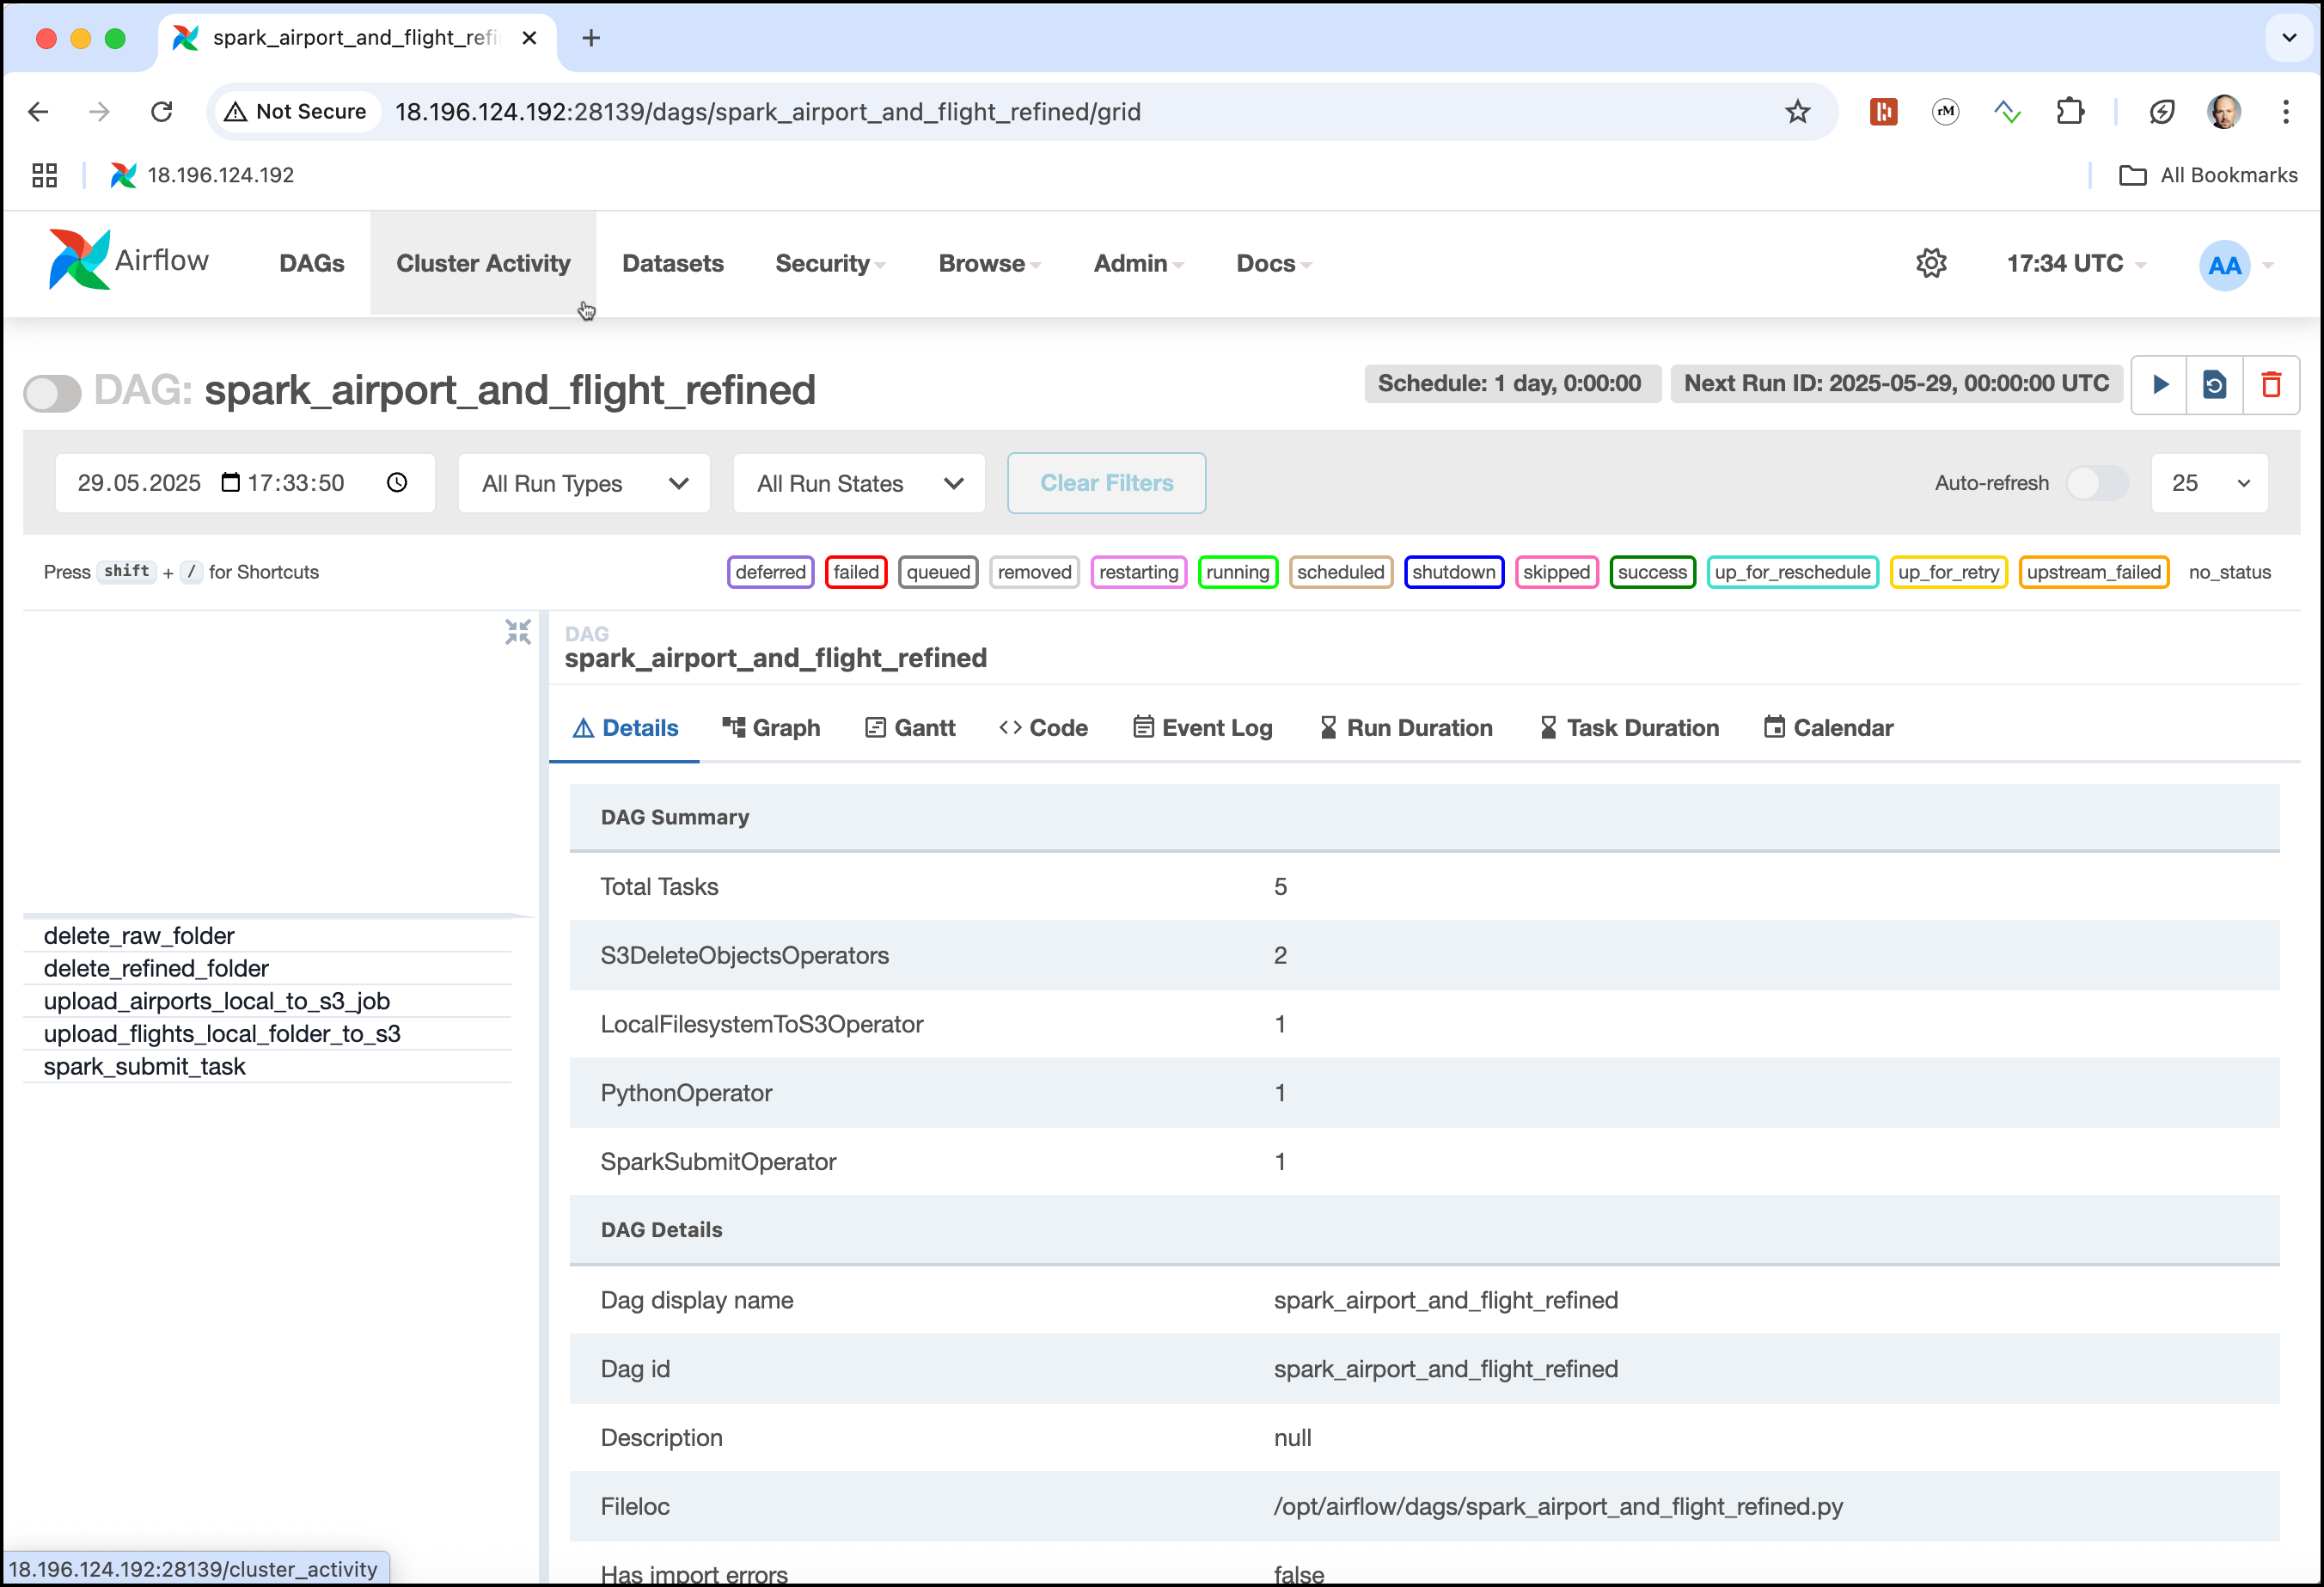 spark_airport_and_flight_refi
Not Secure 18.196.124.192:28139/dags/spark_airport_and_flight_refined/grid
18.196.124.192 All Bookmarks
Airflow DAGs Cluster Activity Datasets Security Browse Admin Docs 17:34 UTC AA
DAG: spark_airport_and_flight_refined Schedule: 1 day, 0:00:00 Next Run ID: 2025-05-29, 00:00:00 UTC
29.05.2025 17:33:50 All Run Types All Run States Clear Filters Auto-refresh 25
Press shift + / for Shortcuts deferred failed queued removed restarting running scheduled shutdown skipped success up_for_reschedule up_for_retry upstream_failed no_status
DAG
spark_airport_and_flight_refined
Details Graph Gantt Code Event Log Run Duration Task Duration Calendar
DAG Summary
Total Tasks 5
S3DeleteObjectsOperators 2
LocalFilesystemToS3Operator 1
PythonOperator 1
SparkSubmitOperator 1
DAG Details
Dag display name spark_airport_and_flight_refined
Dag id spark_airport_and_flight_refined
Description null
Fileloc /opt/airflow/dags/spark_airport_and_flight_refined.py
Has import errors false
delete_raw_folder
delete_refined_folder
upload_airports_local_to_s3_job
upload_flights_local_folder_to_s3
spark_submit_task
18.196.124.192:28139/cluster_activity
rM